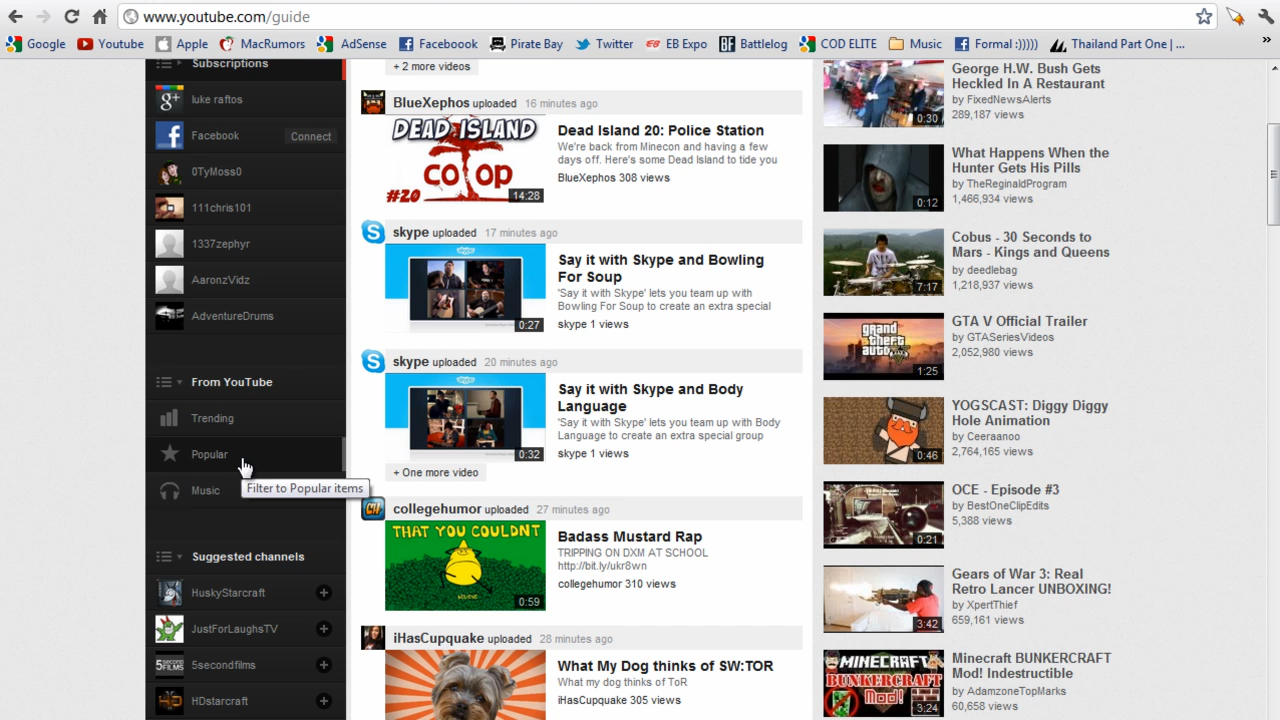 www.youtube.com/guide
Google
Youtube
Apple
MacRumors
AdSense
Faceboook
Pirate Bay
Twitter
EB Expo
Battlelog
COD ELITE
Music
Formal :)))))
Thailand Part One | ...
»
Subscriptions
luke raftos
Facebook
Connect
0TyMoss0
111chris101
1337zephyr
AaronzVidz
AdventureDrums
From YouTube
Trending
Popular
Music
Filter to Popular items
Suggested channels
HuskyStarcraft
JustForLaughsTV
5secondfilms
HDstarcraft
+ 2 more videos
BlueXephos uploaded 16 minutes ago
DEAD ISLAND
CO OP
#20
14:28
Dead Island 20: Police Station
We're back from Minecon and having a few
days off. Here's some Dead Island to tide you
BlueXephos 308 views
skype uploaded 17 minutes ago
0:27
Say it with Skype and Bowling
For Soup
'Say it with Skype' lets you team up with
Bowling For Soup to create an extra special
skype 1 views
skype uploaded 20 minutes ago
0:32
Say it with Skype and Body
Language
'Say it with Skype' lets you team up with Body
Language to create an extra special group
skype 1 views
+ One more video
collegehumor uploaded 27 minutes ago
THAT YOU COULDNT
0:59
Badass Mustard Rap
TRIPPING ON DXM AT SCHOOL
http://bit.ly/ukr8wn
collegehumor 310 views
iHasCupquake uploaded 28 minutes ago
What My Dog thinks of SW:TOR
What my dog thinks of ToR
iHasCupquake 305 views
George H.W. Bush Gets
Heckled In A Restaurant
by FixedNewsAlerts
289,187 views
0:30
What Happens When the
Hunter Gets His Pills
by TheReginaldProgram
1,466,934 views
0:12
Cobus - 30 Seconds to
Mars - Kings and Queens
by deedlebag
1,218,937 views
7:17
GTA V Official Trailer
by GTASeriesVideos
2,052,980 views
grand theft auto V
1:25
YOGSCAST: Diggy Diggy
Hole Animation
by Ceeraanoo
2,764,165 views
0:46
OCE - Episode #3
by BestOneClipEdits
5,388 views
0:21
Gears of War 3: Real
Retro Lancer UNBOXING!
by XpertThief
659,161 views
3:42
Minecraft BUNKERCRAFT
Mod! Indestructible
by AdamzoneTopMarks
60,658 views
MINECRAFT
BUNKERCRAFT
MOD!
3:24